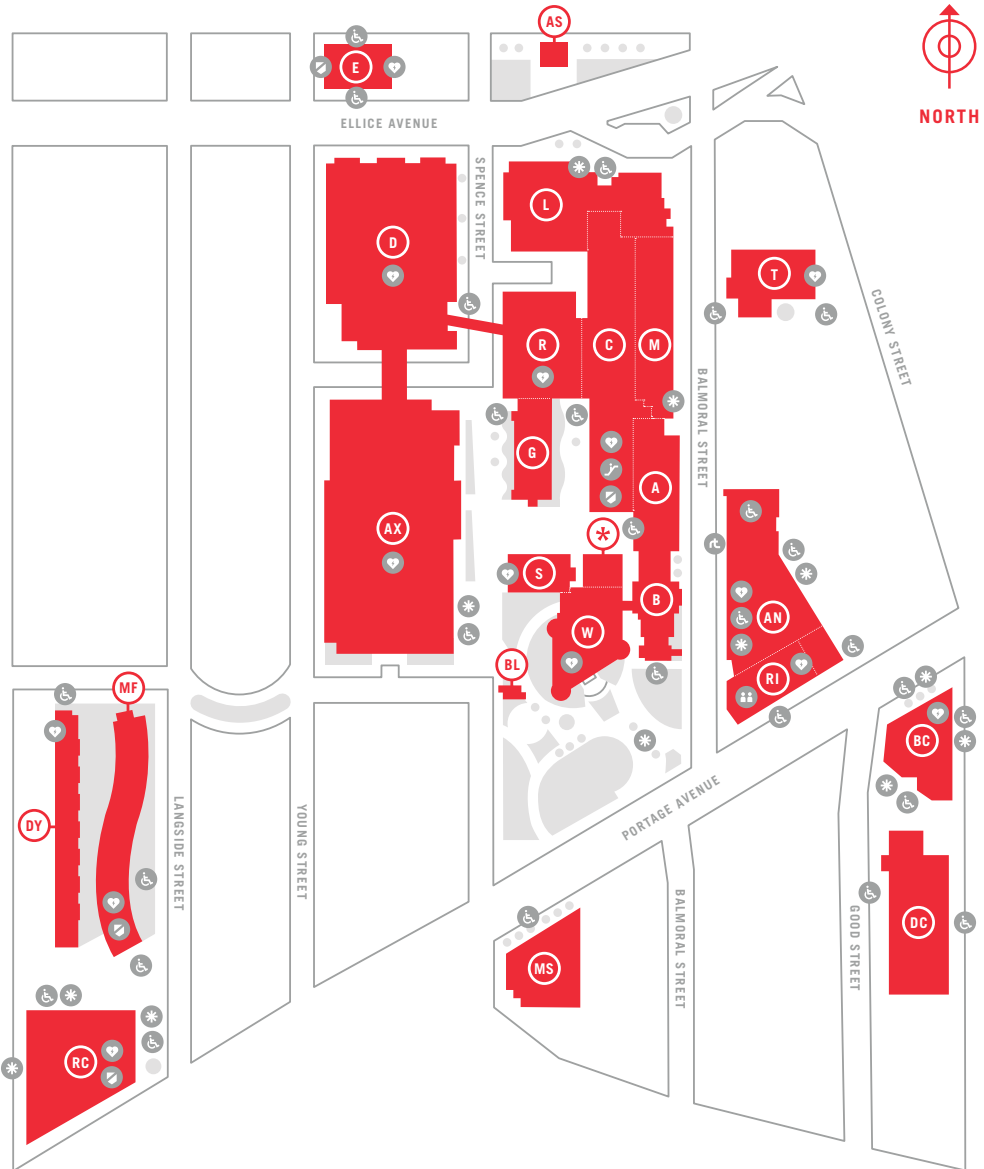 AS
E
NORTH
ELLICE AVENUE
SPENCE STREET
L
D
T
COLONY STREET
R
C
M
BALMORAL STREET
G
A
AX
*
S
B
W
AN
BL
RI
MF
BC
DY
LANGSIDE STREET
YOUNG STREET
PORTAGE AVENUE
BALMORAL STREET
GOOD STREET
DC
MS
RC